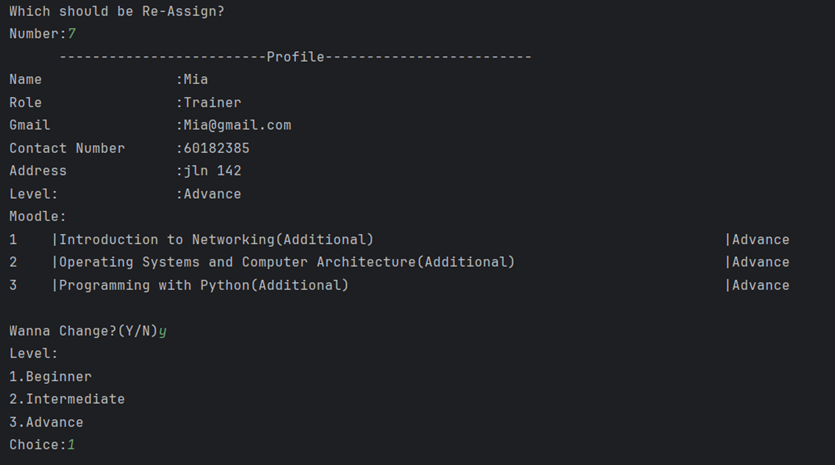 Which should be Re-Assign?
Number:7
-------------------------Profile-------------------------
Name                :Mia
Role                :Trainer
Gmail               :Mia@gmail.com
Contact Number      :60182385
Address             :jln 142
Level:              :Advance
Moodle:
1    |Introduction to Networking(Additional)                                          |Advance
2    |Operating Systems and Computer Architecture(Additional)                         |Advance
3    |Programming with Python(Additional)                                             |Advance
Wanna Change?(Y/N)y
Level:
1.Beginner
2.Intermediate
3.Advance
Choice:1